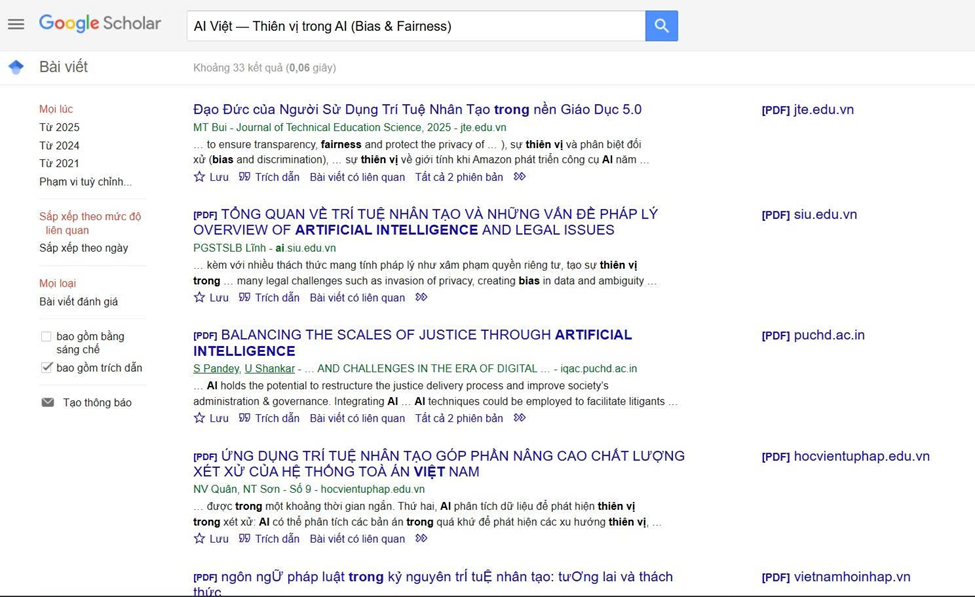 Google Scholar
AI Việt — Thiên vị trong AI (Bias & Fairness)
Bài viết
Khoảng 33 kết quả (0,06 giây)
Mọi lúc
Từ 2025
Từ 2024
Từ 2021
Phạm vi tuỳ chỉnh...
Sắp xếp theo mức độ
liên quan
Sắp xếp theo ngày
Mọi loại
Bài viết đánh giá
bao gồm bằng
sáng chế
bao gồm trích dẫn
Tạo thông báo
Đạo Đức của Người Sử Dụng Trí Tuệ Nhân Tạo trong nền Giáo Dục 5.0
MT Bui - Journal of Technical Education Science, 2025 - jte.edu.vn
... to ensure transparency, fairness and protect the privacy of ... ), sự thiên vị và phân biệt đối
xử (bias and discrimination), ... sự thiên vị về giới tính khi Amazon phát triển công cụ AI năm ...
Lưu Trích dẫn Bài viết có liên quan Tất cả 2 phiên bản
[PDF] jte.edu.vn
[PDF] TỔNG QUAN VỀ TRÍ TUỆ NHÂN TẠO VÀ NHỮNG VẤN ĐỀ PHÁP LÝ
OVERVIEW OF ARTIFICIAL INTELLIGENCE AND LEGAL ISSUES
PGSTSLB Lĩnh - ai.siu.edu.vn
... kèm với nhiều thách thức mang tính pháp lý như xâm phạm quyền riêng tư, tạo sự thiên vị
trong ... many legal challenges such as invasion of privacy, creating bias in data and ambiguity ...
Lưu Trích dẫn Bài viết có liên quan
[PDF] siu.edu.vn
[PDF] BALANCING THE SCALES OF JUSTICE THROUGH ARTIFICIAL
INTELLIGENCE
S Pandey, U Shankar - ... AND CHALLENGES IN THE ERA OF DIGITAL ... - iqac.puchd.ac.in
... AI holds the potential to restructure the justice delivery process and improve society's
administration & governance. Integrating AI ... AI techniques could be employed to facilitate litigants ...
Lưu Trích dẫn Bài viết có liên quan Tất cả 2 phiên bản
[PDF] puchd.ac.in
[PDF] ỨNG DỤNG TRÍ TUỆ NHÂN TẠO GÓP PHẦN NÂNG CAO CHẤT LƯỢNG
XÉT XỬ CỦA HỆ THỐNG TOÀ ÁN VIỆT NAM
NV Quân, NT Sơn - Số 9 - hocvientuphap.edu.vn
... được trong một khoảng thời gian ngắn. Thứ hai, AI phân tích dữ liệu để phát hiện thiên vị
trong xét xử: AI có thể phân tích các bản án trong quá khứ để phát hiện các xu hướng thiên vị, ...
Lưu Trích dẫn Bài viết có liên quan
[PDF] hocvientuphap.edu.vn
[PDF] ngôn ngỮ pháp luật trong kỷ nguyên trÍ tuỆ nhân tạo: tưƠng lai và thách
thức
[PDF] vietnamhoinhap.vn